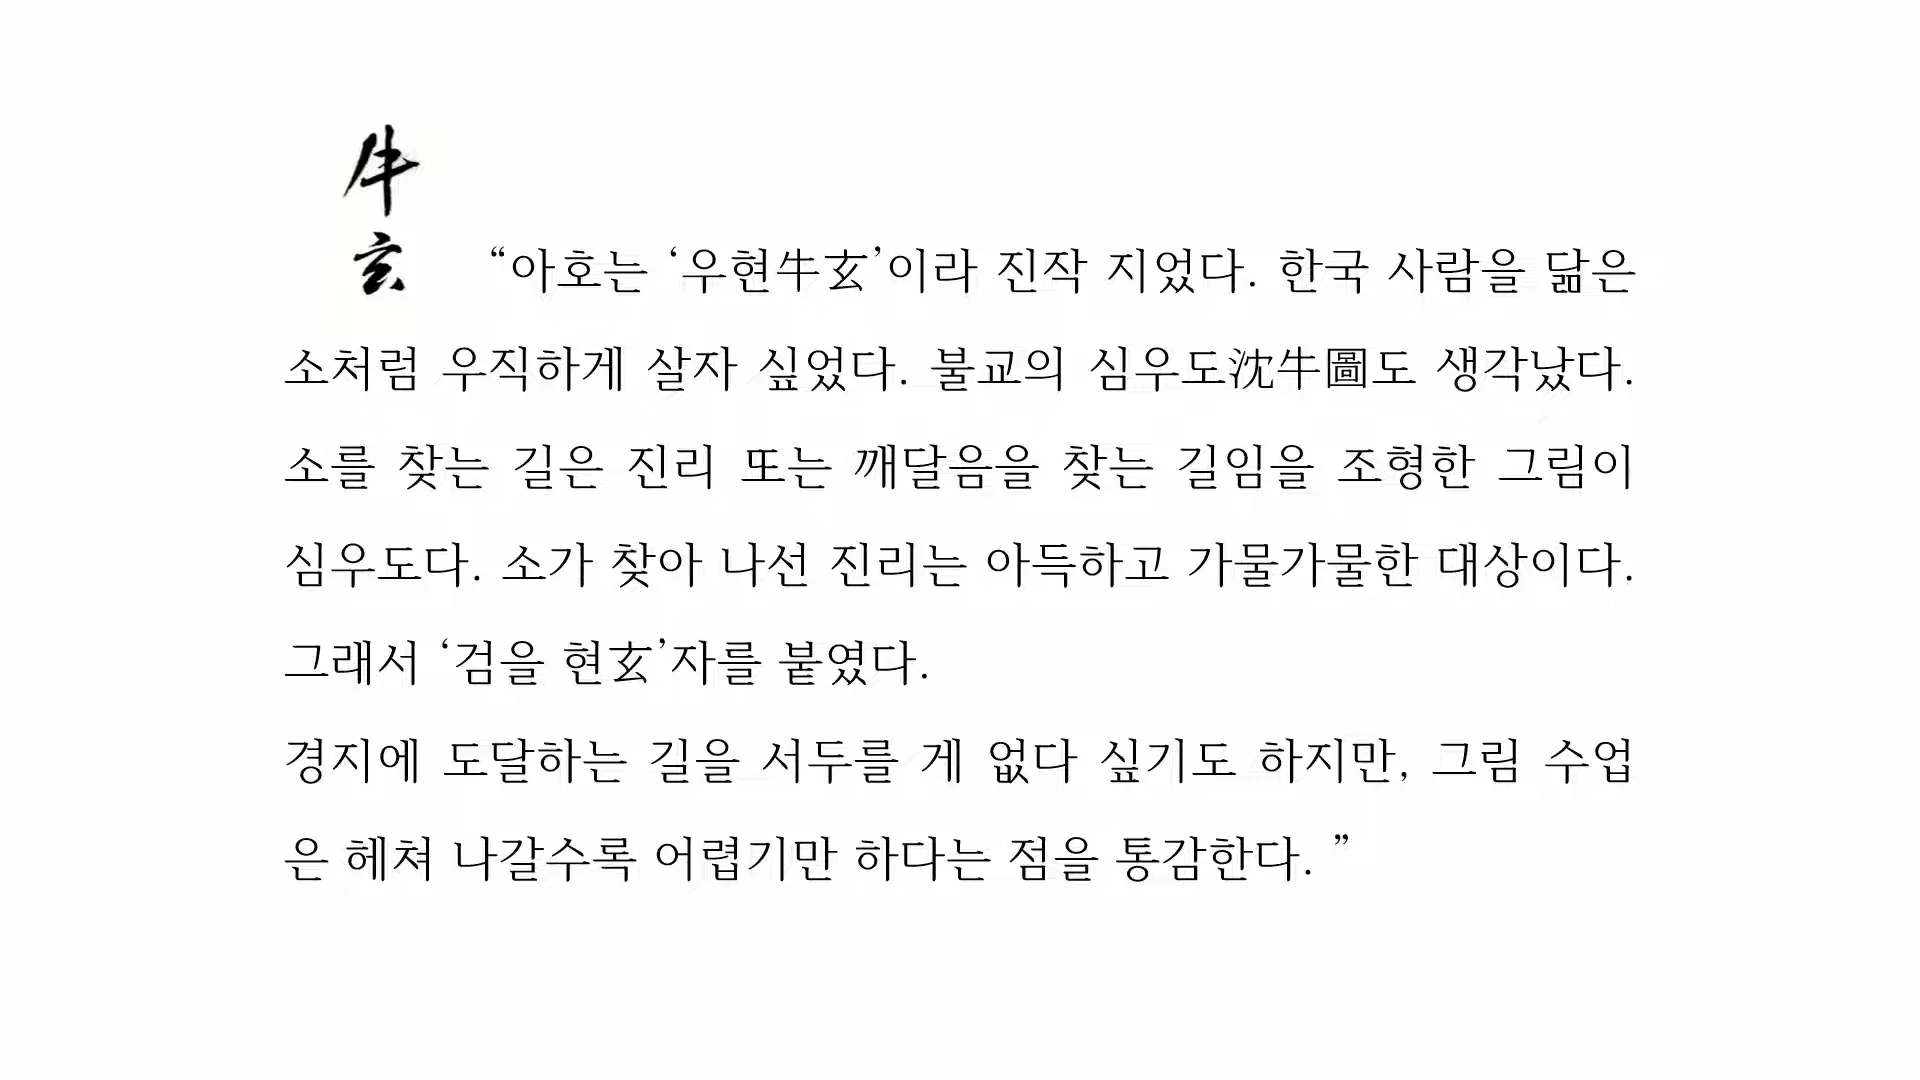 牛
玄
“아호는 ‘우현牛玄’이라 진작 지었다. 한국 사람을 닮은
소처럼 우직하게 살자 싶었다. 불교의 심우도沈牛圖도 생각났다.
소를 찾는 길은 진리 또는 깨달음을 찾는 길임을 조형한 그림이
심우도다. 소가 찾아 나선 진리는 아득하고 가물가물한 대상이다.
그래서 ‘검을 현玄’자를 붙였다.
경지에 도달하는 길을 서두를 게 없다 싶기도 하지만, 그림 수업
은 헤쳐 나갈수록 어렵기만 하다는 점을 통감한다. ”